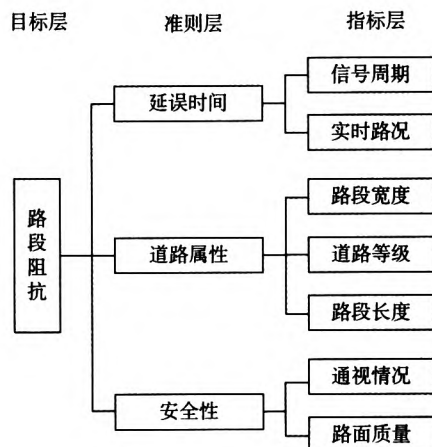 目标层 准则层 指标层
信号周期
延误时间
实时路况
路段宽度
路段阻抗
道路属性
道路等级
路段长度
通视情况
安全性
路面质量